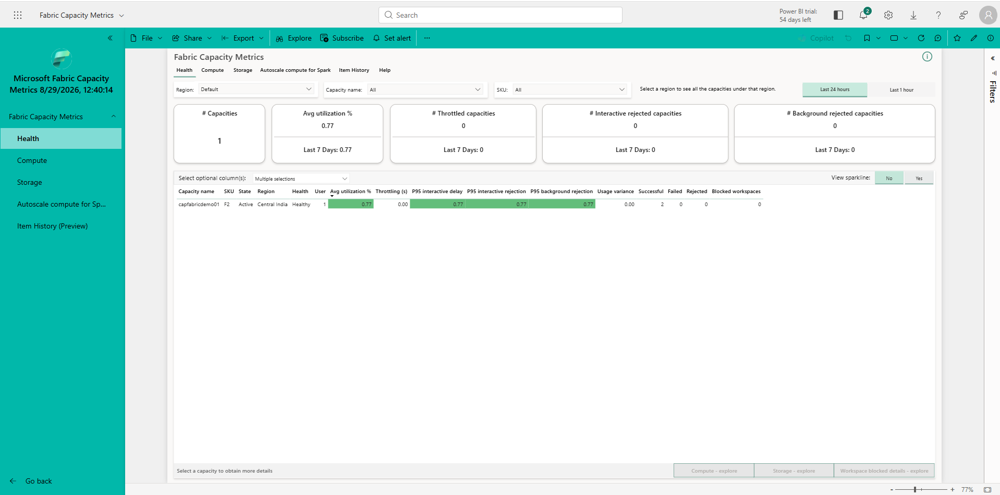 Fabric Capacity Metrics
Search
Power BI trial:
54 days left
2
Microsoft Fabric Capacity
Metrics 8/29/2026, 12:40:14
Fabric Capacity Metrics
Health
Compute
Storage
Autoscale compute for Sp...
Item History (Preview)
Go back
File Share Export Explore Subscribe Set alert ... Copilot
Fabric Capacity Metrics
Health Compute Storage Autoscale compute for Spark Item History Help
Region: Default Capacity name: All SKU: All Select a region to see all the capacities under that region. Last 24 hours Last 1 hour
# Capacities
1
Avg utilization %
0.77
Last 7 Days: 0.77
# Throttled capacities
0
Last 7 Days: 0
# Interactive rejected capacities
0
Last 7 Days: 0
# Background rejected capacities
0
Last 7 Days: 0
Select optional column(s): Multiple selections View sparkline: No Yes
Capacity name SKU State Region Health User Avg utilization % Throttling (s) P95 interactive delay P95 interactive rejection P95 background rejection Usage variance Successful Failed Rejected Blocked workspaces
capfabricdemo01 F2 Active Central India Healthy 1 0.77 0.00 0.77 0.77 0.77 0.00 2 0 0 0
Select a capacity to obtain more details Compute - explore Storage - explore Workspace blocked details - explore
Filters
- + 77%